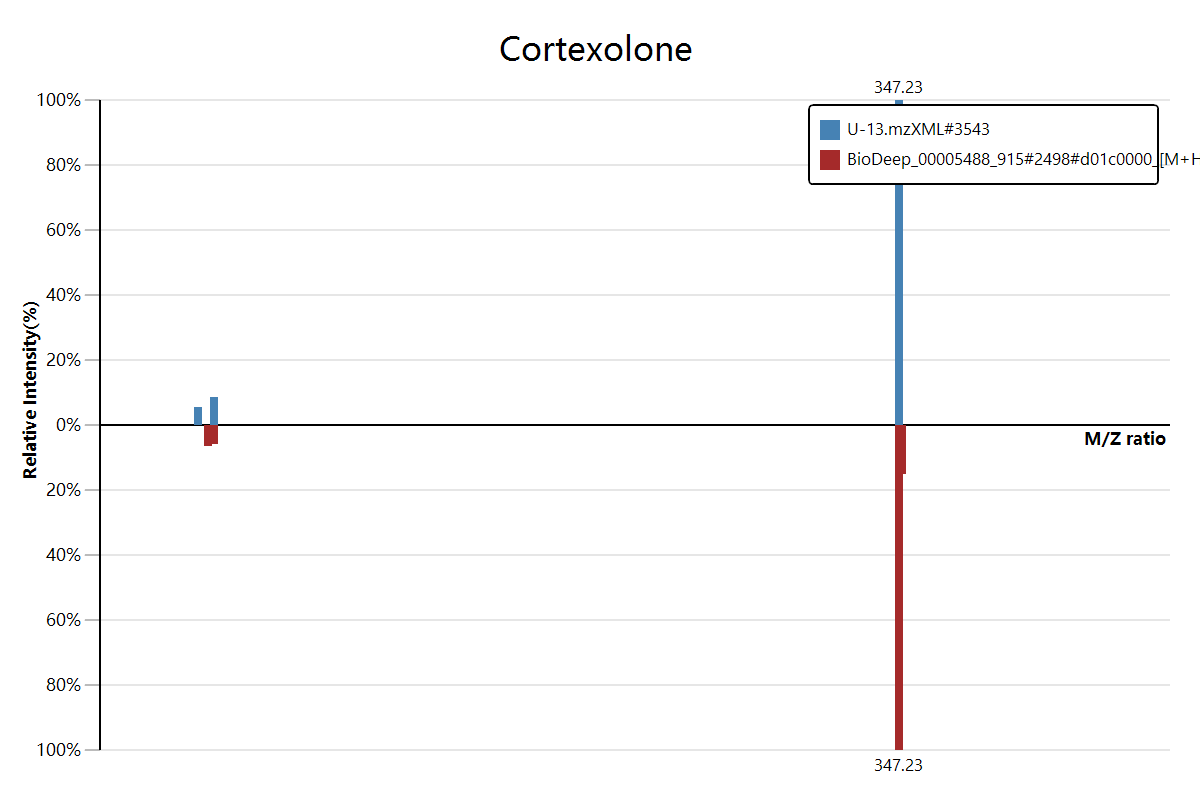 Cortexolone
347.23
100%
80%
60%
40%
20%
0%
20%
40%
60%
80%
100%
Relative Intensity(%)
U-13.mzXML#3543
BioDeep_00005488_915#2498#d01c0000_[M+H
M/Z ratio
347.23